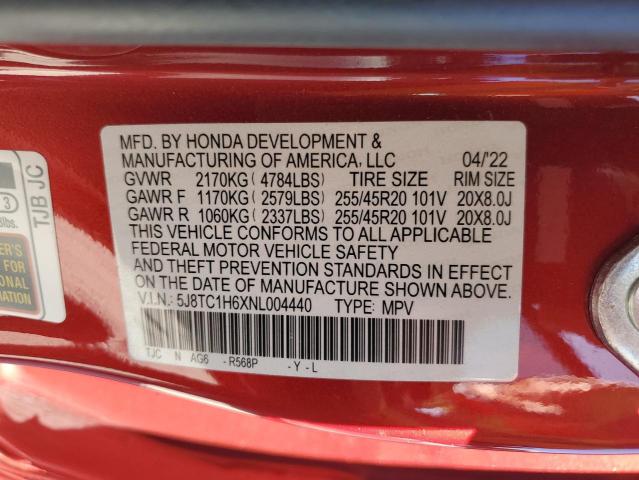 MFD. BY HONDA DEVELOPMENT &
MANUFACTURING OF AMERICA, LLC 04/'22
GVWR 2170KG( 4784LBS) TIRE SIZE RIM SIZE
GAWR F 1170KG( 2579LBS) 255/45R20 101V 20X8.0J
GAWR R 1060KG( 2337LBS) 255/45R20 101V 20X8.0J
THIS VEHICLE CONFORMS TO ALL APPLICABLE
FEDERAL MOTOR VEHICLE SAFETY
AND THEFT PREVENTION STANDARDS IN EFFECT
ON THE DATE OF MANUFACTURE SHOWN ABOVE.
V.I.N.: 5J8TC1H6XNL004440 TYPE: MPV
TJC N AG6 - R568P - Y - L
TJB JC
3
lbs.
FOR